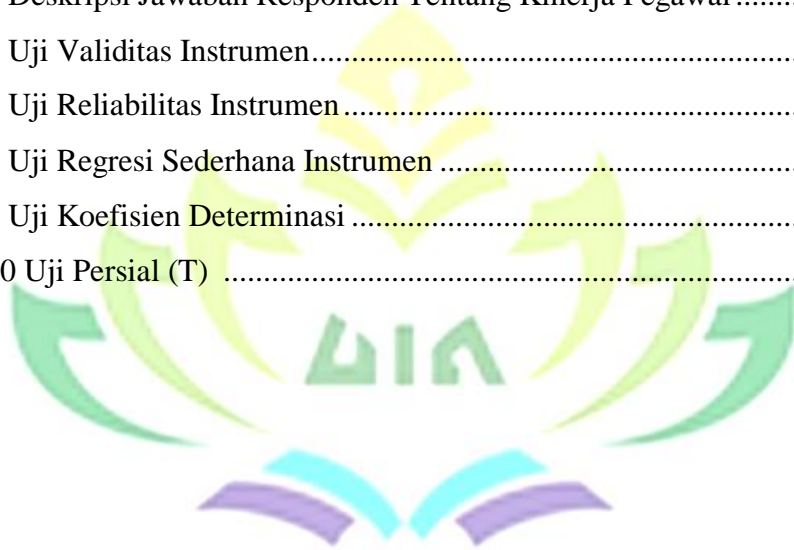 Deskripsi Jawaban Responden Tentang Kinerja Pegawai........
Uji Validitas Instrumen..............................................................
Uji Reliabilitas Instrumen..........................................................
Uji Regresi Sederhana Instrumen .............................................
Uji Koefisien Determinasi .........................................................
0 Uji Persial (T) ..........................................................................
UIN